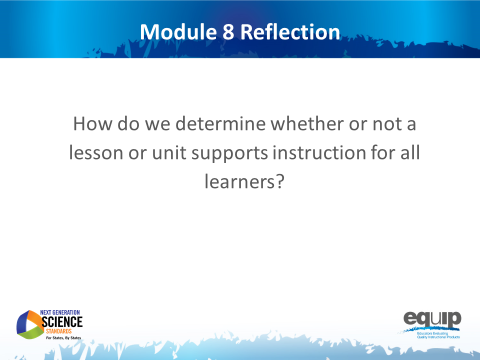 Module 8 Reflection
How do we determine whether or not a
lesson or unit supports instruction for all
learners?
NEXT GENERATION
SCIENCE
STANDARDS
For States, By States
equip
Educators Evaluating
Quality Instructional Products